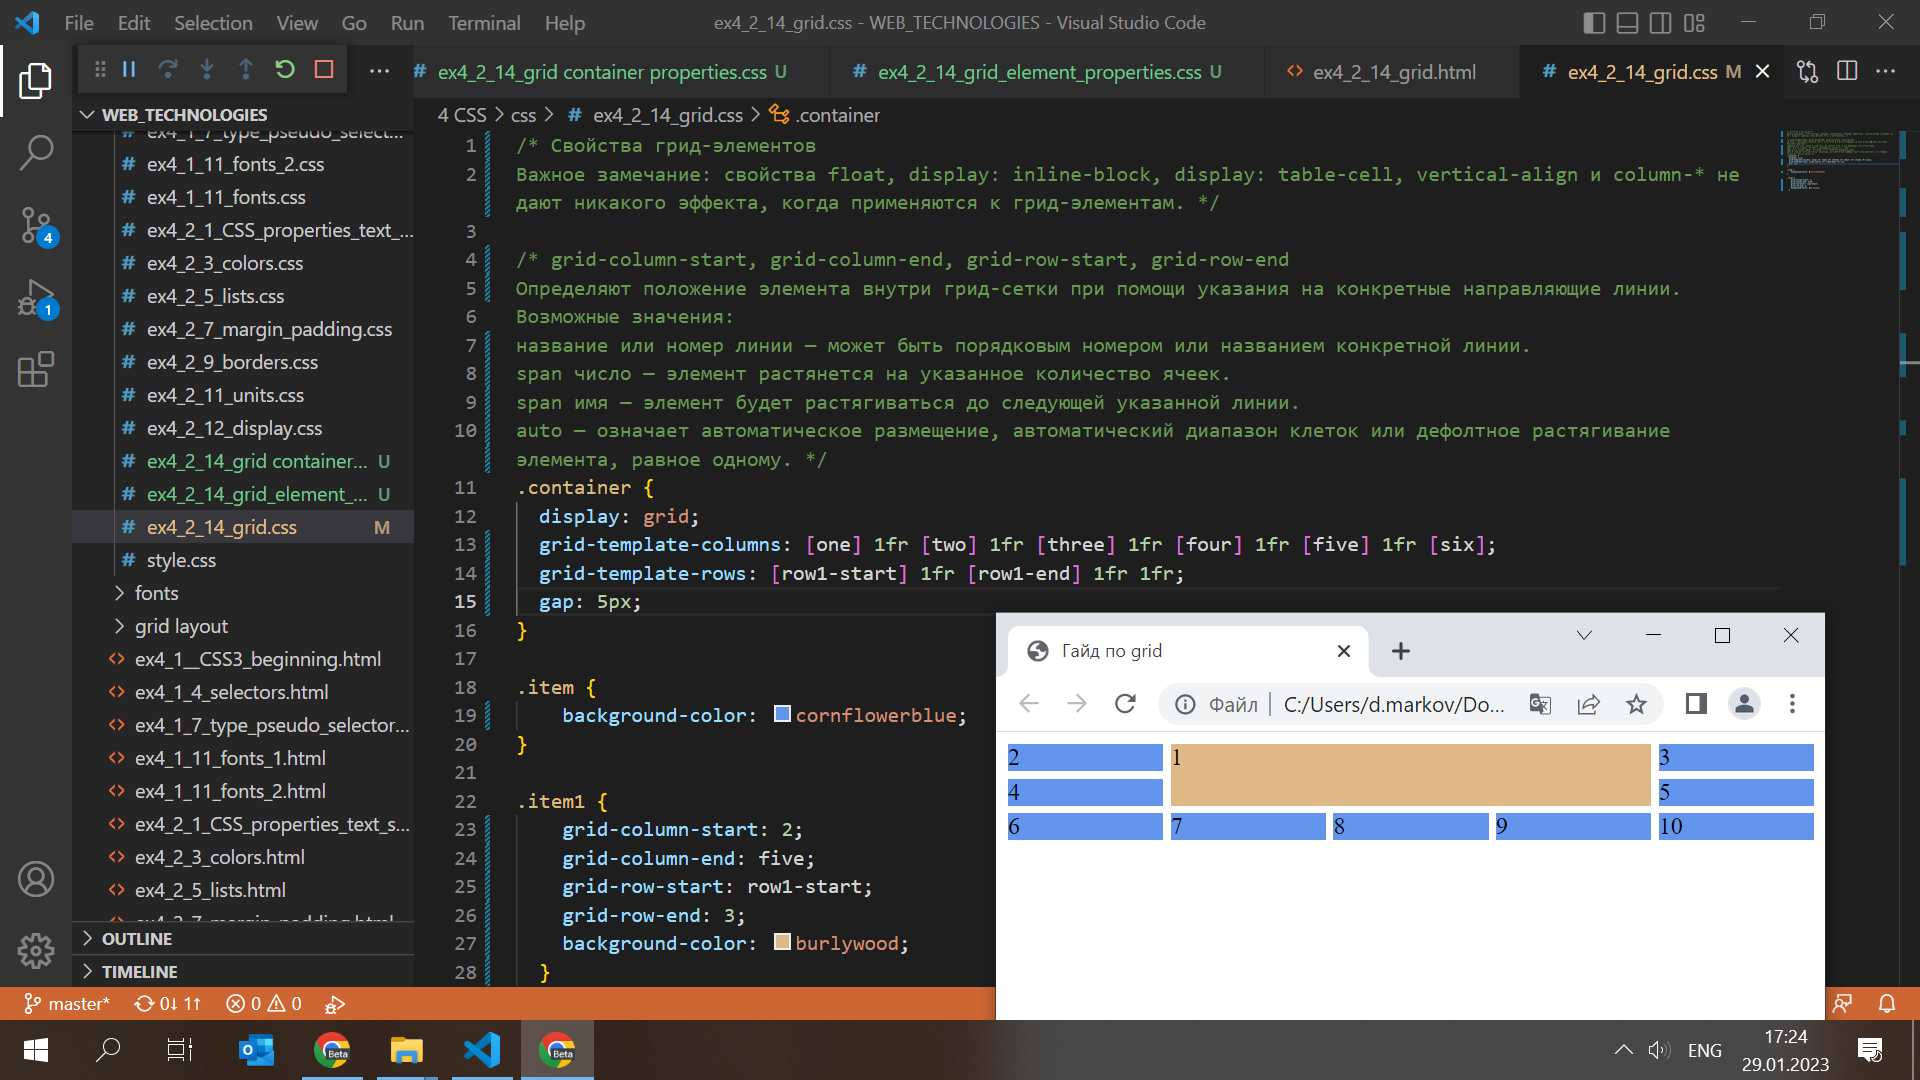 File Edit Selection View Go Run Terminal Help
ex4_2_14_grid.css - WEB_TECHNOLOGIES - Visual Studio Code
# ex4_2_14_grid container properties.css U
# ex4_2_14_grid_element_properties.css U
<> ex4_2_14_grid.html
# ex4_2_14_grid.css M
WEB_TECHNOLOGIES
# ex4_1_7_type_pseudo_select...
# ex4_1_11_fonts_2.css
# ex4_1_11_fonts.css
# ex4_2_1_CSS_properties_text_...
# ex4_2_3_colors.css
# ex4_2_5_lists.css
# ex4_2_7_margin_padding.css
# ex4_2_9_borders.css
# ex4_2_11_units.css
# ex4_2_12_display.css
# ex4_2_14_grid container... U
# ex4_2_14_grid_element_... U
# ex4_2_14_grid.css M
# style.css
fonts
grid layout
<> ex4_1__CSS3_beginning.html
<> ex4_1_4_selectors.html
<> ex4_1_7_type_pseudo_selector...
<> ex4_1_11_fonts_1.html
<> ex4_1_11_fonts_2.html
<> ex4_2_1_CSS_properties_text_s...
<> ex4_2_3_colors.html
<> ex4_2_5_lists.html
<> ex4_2_7_margin_padding.html
OUTLINE
TIMELINE
4
1
4 CSS > css > # ex4_2_14_grid.css > .container
1 /* Свойства грид-элементов
2 Важное замечание: свойства float, display: inline-block, display: table-cell, vertical-align и column-* не
дают никакого эффекта, когда применяются к грид-элементам. */
3
4 /* grid-column-start, grid-column-end, grid-row-start, grid-row-end
5 Определяют положение элемента внутри грид-сетки при помощи указания на конкретные направляющие линии.
6 Возможные значения:
7 название или номер линии — может быть порядковым номером или названием конкретной линии.
8 span число — элемент растянется на указанное количество ячеек.
9 span имя — элемент будет растягиваться до следующей указанной линии.
10 auto — означает автоматическое размещение, автоматический диапазон клеток или дефолтное растягивание
элемента, равное одному. */
11 .container {
12 display: grid;
13 grid-template-columns: [one] 1fr [two] 1fr [three] 1fr [four] 1fr [five] 1fr [six];
14 grid-template-rows: [row1-start] 1fr [row1-end] 1fr 1fr;
15 gap: 5px;
16 }
17
18 .item {
19 background-color: cornflowerblue;
20 }
21
22 .item1 {
23 grid-column-start: 2;
24 grid-column-end: five;
25 grid-row-start: row1-start;
26 grid-row-end: 3;
27 background-color: burlywood;
28 }
Гайд по grid
Файл | C:/Users/d.markov/Do...
2 1 3
4 5
6 7 8 9 10
master* 0↓ 1↑ 0 0
Beta
Beta
ENG
17:24
29.01.2023